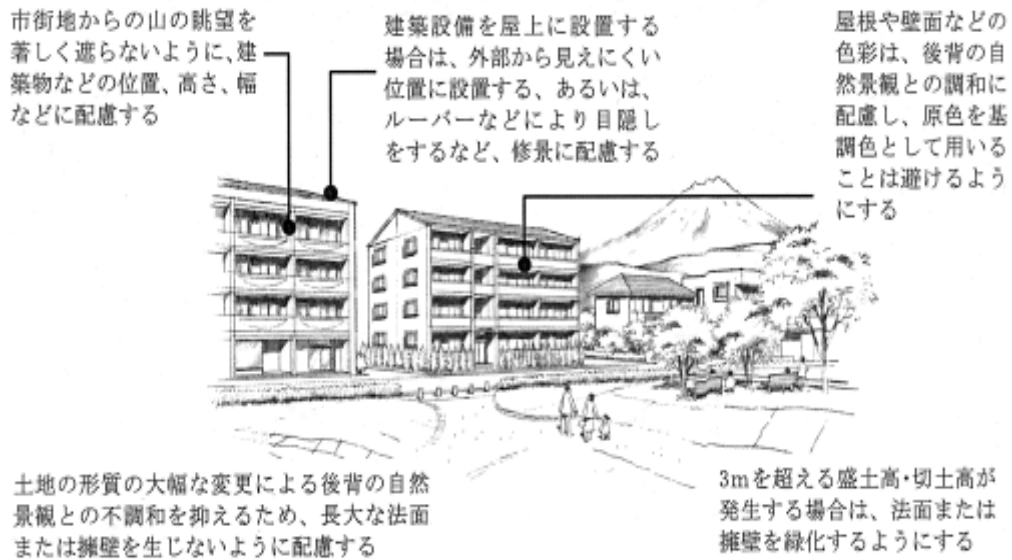 市街地からの山の眺望を
著しく遮らないように、建
築物などの位置、高さ、幅
などに配慮する
建築設備を屋上に設置する
場合は、外部から見えにくい
位置に設置する、あるいは、
ルーバーなどにより目隠し
をするなど、修景に配慮する
屋根や壁面などの
色彩は、後背の自
然景観との調和に
配慮し、原色を基
調色として用いる
ことは避けるよう
にする
土地の形質の大幅な変更による後背の自然
景観との不調和を抑えるため、長大な法面
または擁壁を生じないように配慮する
3mを超える盛土高・切土高が
発生する場合は、法面または
擁壁を緑化するようにする